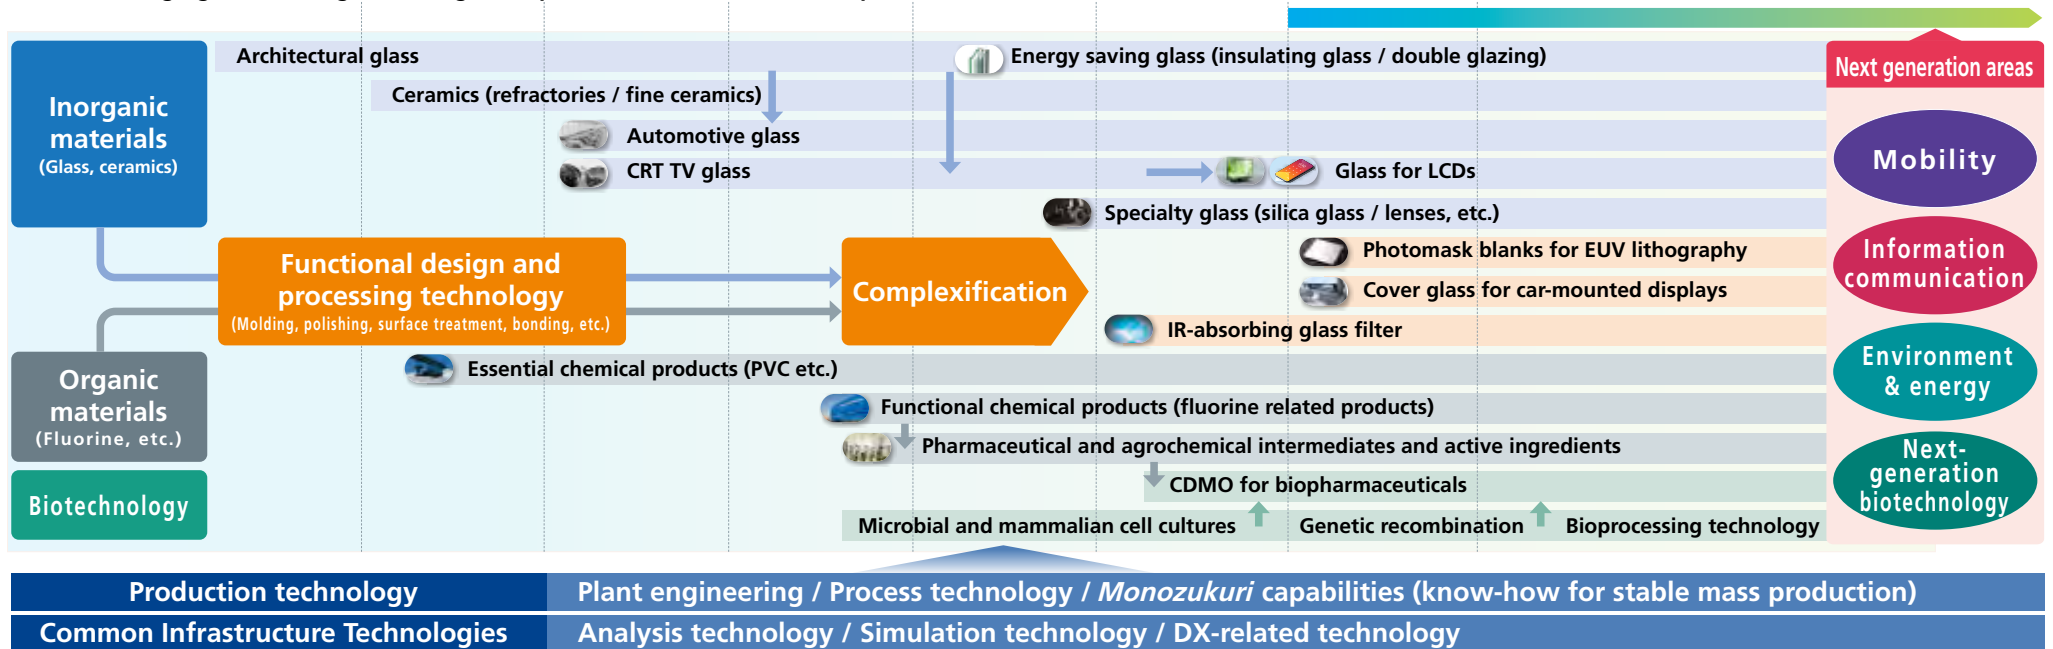 Architectural glass
Energy saving glass (insulating glass / double glazing)
Next generation areas
Inorganic
materials
(Glass, ceramics)
Ceramics (refractories / fine ceramics)
Automotive glass
CRT TV glass
Glass for LCDs
Specialty glass (silica glass / lenses, etc.)
Mobility
Functional design and
processing technology
(Molding, polishing, surface treatment, bonding, etc.)
Complexification
Photomask blanks for EUV lithography
Cover glass for car-mounted displays
IR-absorbing glass filter
Information
communication
Organic
materials
(Fluorine, etc.)
Essential chemical products (PVC etc.)
Functional chemical products (fluorine related products)
Pharmaceutical and agrochemical intermediates and active ingredients
Environment
& energy
Biotechnology
CDMO for biopharmaceuticals
Microbial and mammalian cell cultures
Genetic recombination
Bioprocessing technology
Next-
generation
biotechnology
Production technology
Plant engineering / Process technology / Monozukuri capabilities (know-how for stable mass production)
Common Infrastructure Technologies
Analysis technology / Simulation technology / DX-related technology